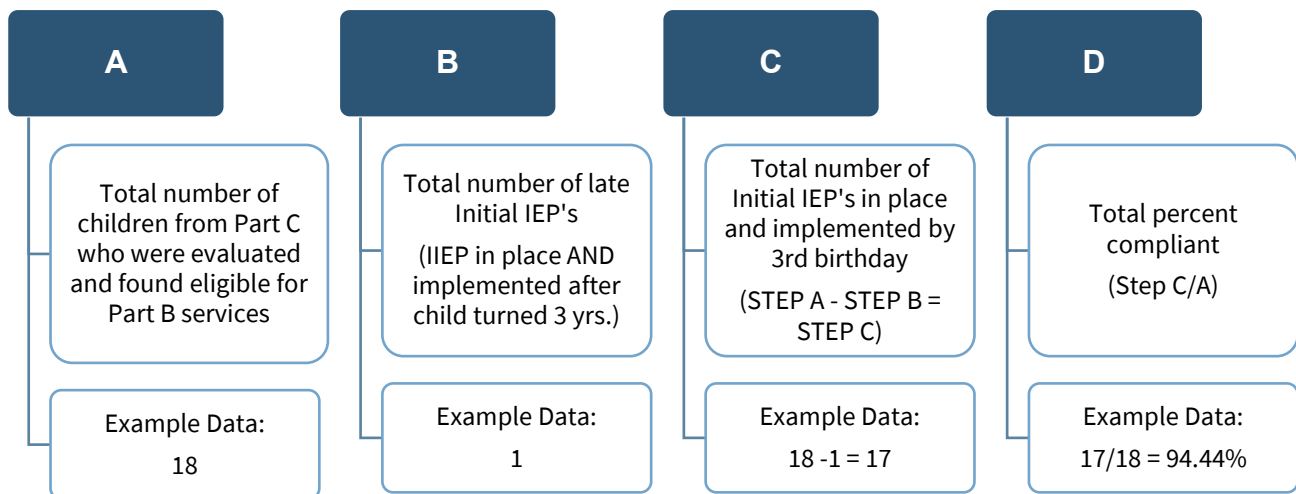 A
Total number of
children from Part C
who were evaluated
and found eligible for
Part B services
Example Data:
18
B
Total number of late
Initial IEP's
(IIEP in place AND
implemented after
child turned 3 yrs.)
Example Data:
1
C
Total number of
Initial IEP's in place
and implemented by
3rd birthday
(STEP A - STEP B =
STEP C)
Example Data:
18 -1 = 17
D
Total percent
compliant
(Step C/A)
Example Data:
17/18 = 94.44%